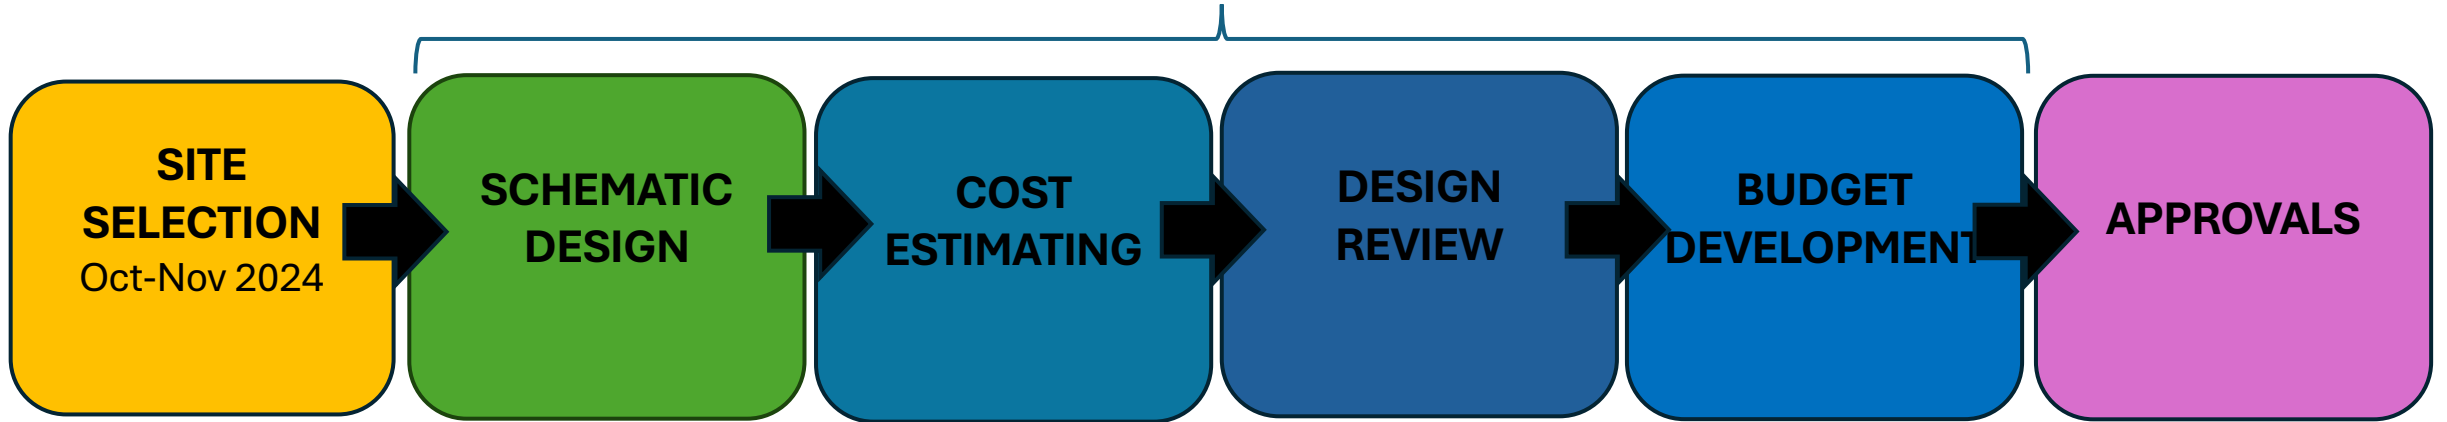 SITE
SELECTION
Oct-Nov 2024
SCHEMATIC
DESIGN
COST
ESTIMATING
DESIGN
REVIEW
BUDGET
DEVELOPMENT
APPROVALS